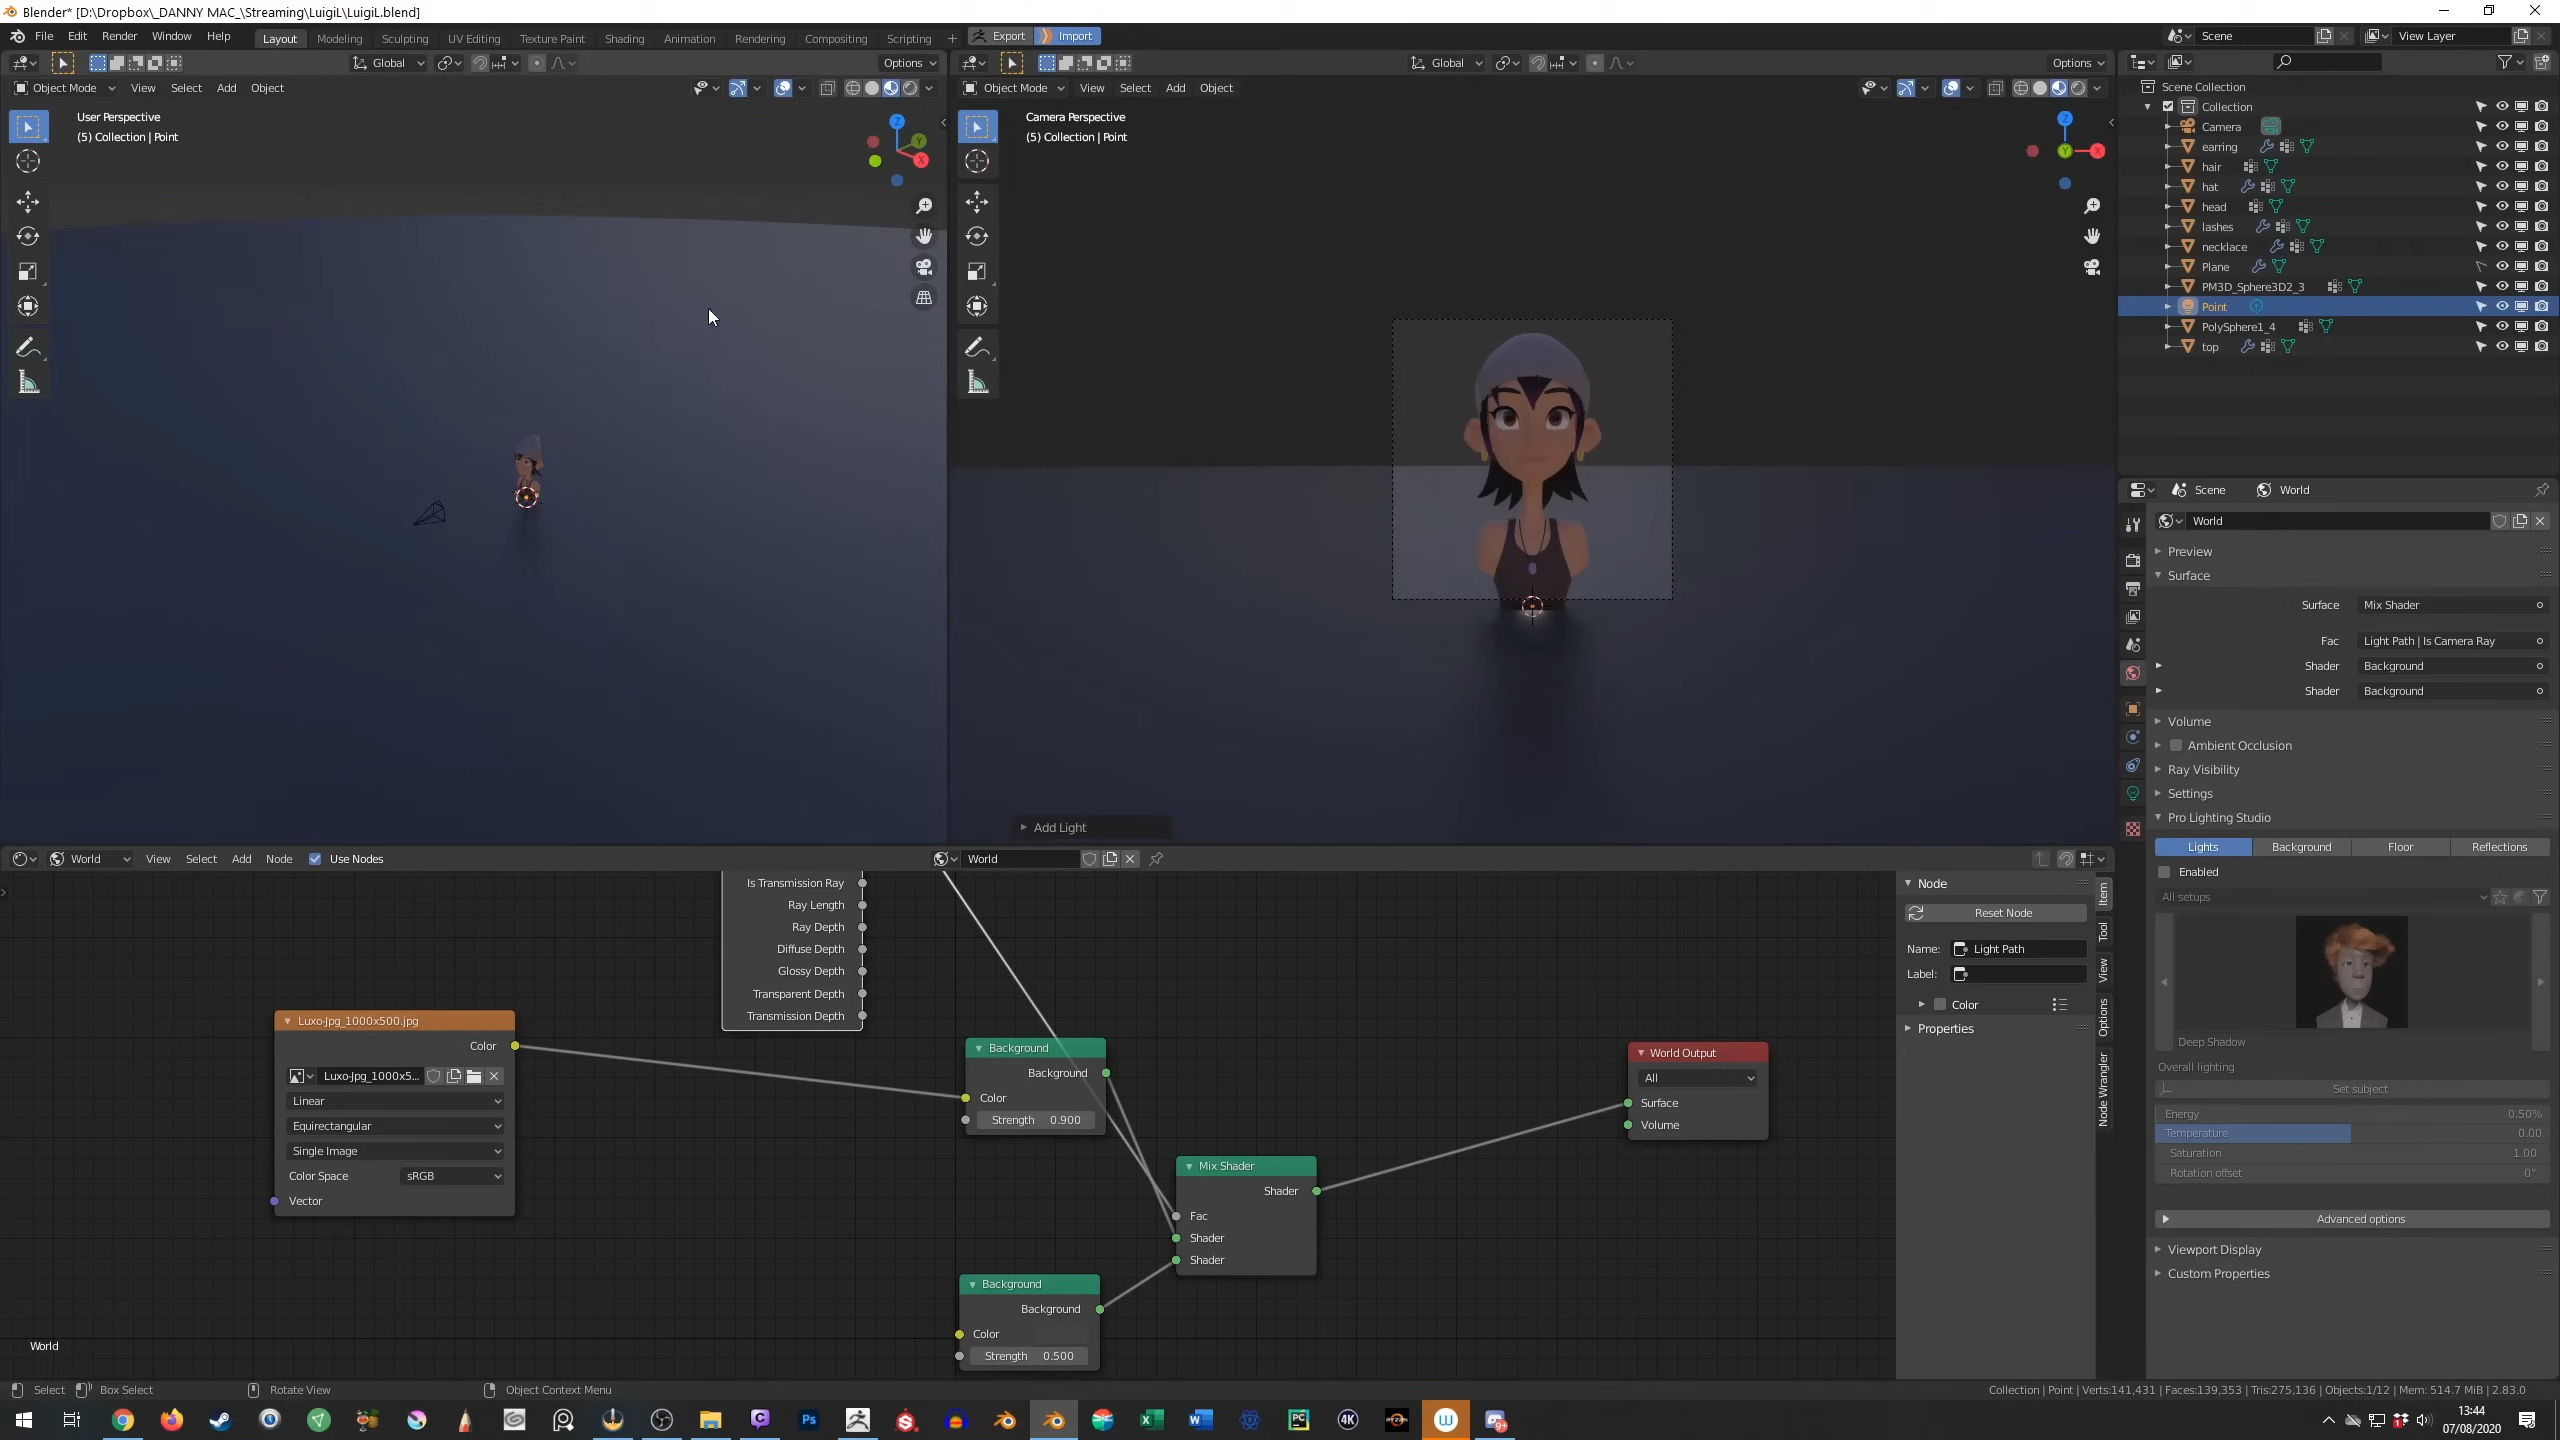 Blender* [D:\Dropbox\_DANNY MAC_\Streaming\LuigiL\LuigiL.blend]
File Edit Render Window Help Layout Modeling Sculpting UV Editing Texture Paint Shading Animation Rendering Compositing Scripting + Export Import Scene View Layer
Global Options Global Options
Object Mode View Select Add Object Object Mode View Select Add Object
User Perspective
(5) Collection | Point
Camera Perspective
(5) Collection | Point
Z
Y
X
Z
Y
X
Add Light
Scene Collection
Collection
Camera
earring
hair
hat
head
lashes
necklace
Plane
PM3D_Sphere3D2_3
Point
PolySphere1_4
top
Scene World
World
Preview
Surface
Surface Mix Shader
Fac Light Path | Is Camera Ray
Shader Background
Shader Background
Volume
Ambient Occlusion
Ray Visibility
Settings
Pro Lighting Studio
Lights Background Floor Reflections
Enabled
All setups
Deep Shadow
Overall lighting
Set subject
Energy 0.50%
Temperature 0.00
Saturation 1.00
Rotation offset 0°
Advanced options
Viewport Display
Custom Properties
World View Select Add Node Use Nodes World
Is Transmission Ray
Ray Length
Ray Depth
Diffuse Depth
Glossy Depth
Transparent Depth
Transmission Depth
Luxo-Jpg_1000x500.jpg
Color
Luxo-Jpg_1000x5...
Linear
Equirectangular
Single Image
Color Space sRGB
Vector
Background
Background
Color
Strength 0.900
Mix Shader
Shader
Fac
Shader
Shader
Background
Background
Color
Strength 0.500
World Output
All
Surface
Volume
Node
Reset Node
Name: Light Path
Label:
Color
Properties
Item
Tool
View
Options
Node Wrangler
World
Select Box Select Rotate View Object Context Menu
Collection | Point | Verts:141,431 | Faces:139,353 | Tris:275,136 | Objects:1/12 | Mem: 514.7 MiB | 2.83.0
Ps
PC
4K
13:44
07/08/2020